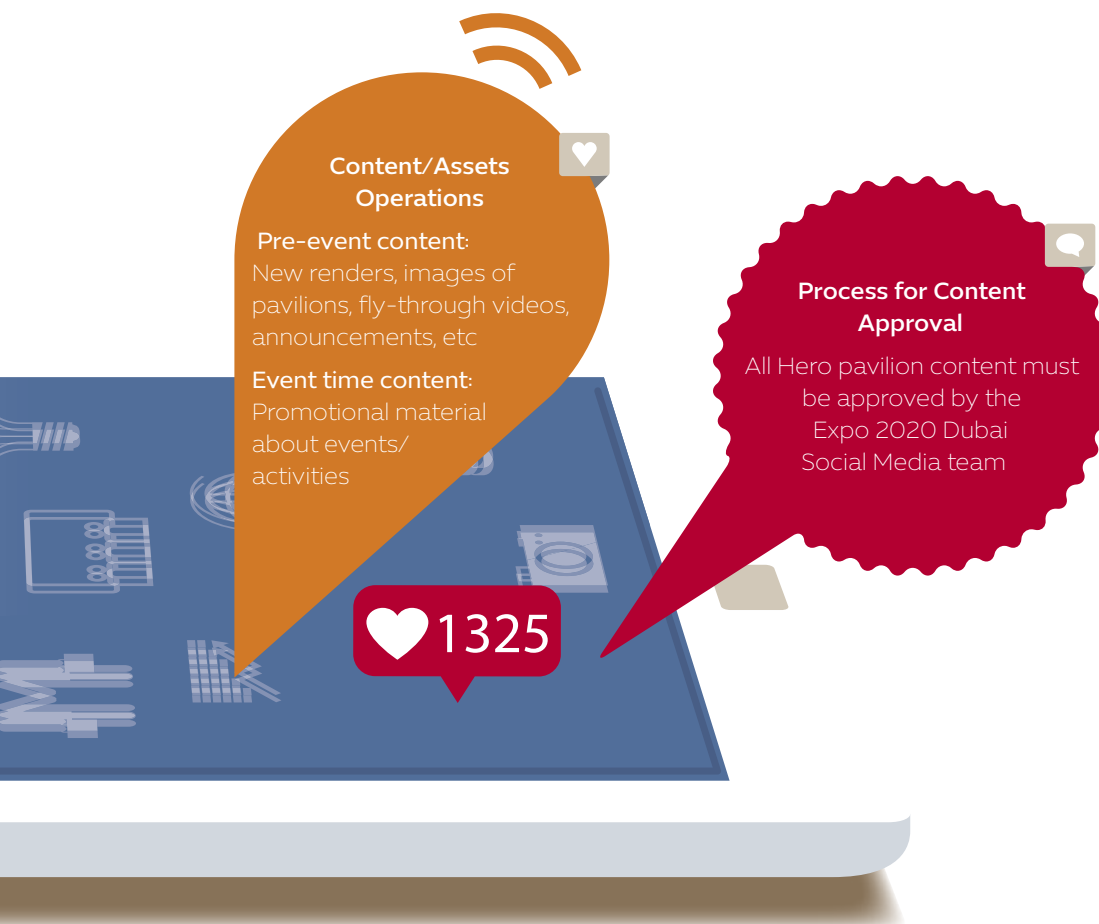 Content/Assets
Operations
Pre-event content:
New renders, images of
pavilions, fly-through videos,
announcements, etc
Event time content:
Promotional material
about events/
activities
Process for Content
Approval
All Hero pavilion content must
be approved by the
Expo 2020 Dubai
Social Media team
1325